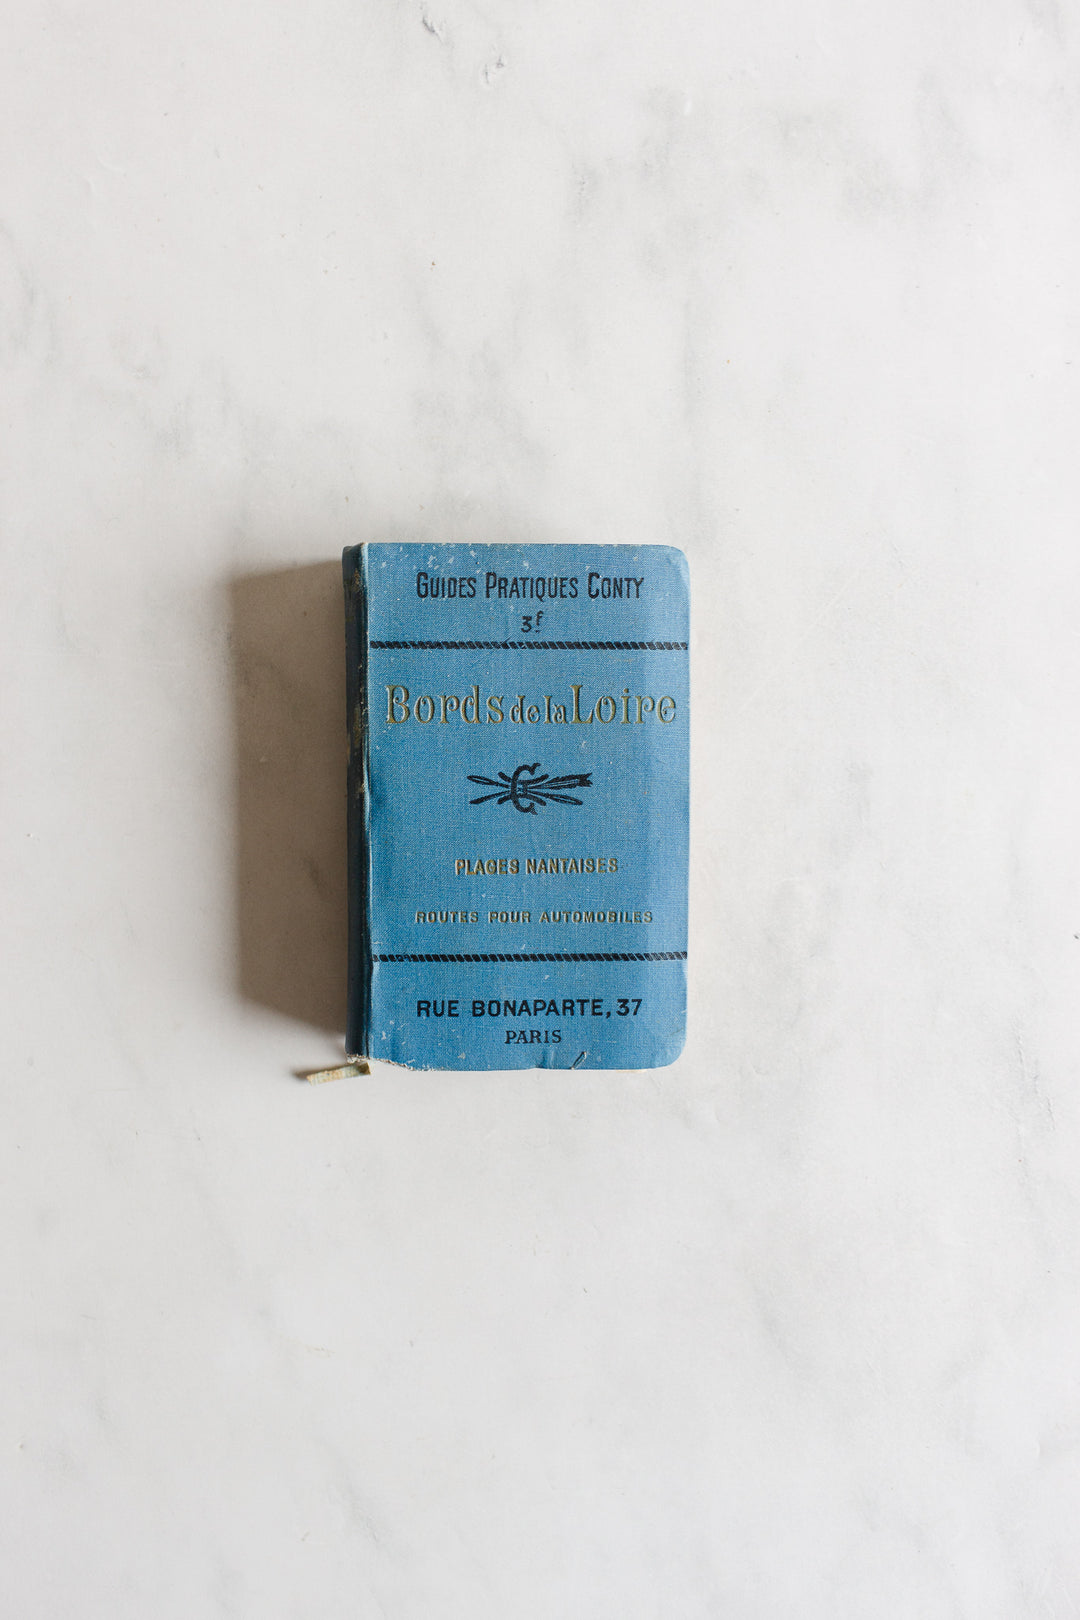 GUIDES PRATIQUES CONTY
3f
Bords de la Loire
C
PLAGES NANTAISES
ROUTES POUR AUTOMOBILES
RUE BONAPARTE, 37
PARIS